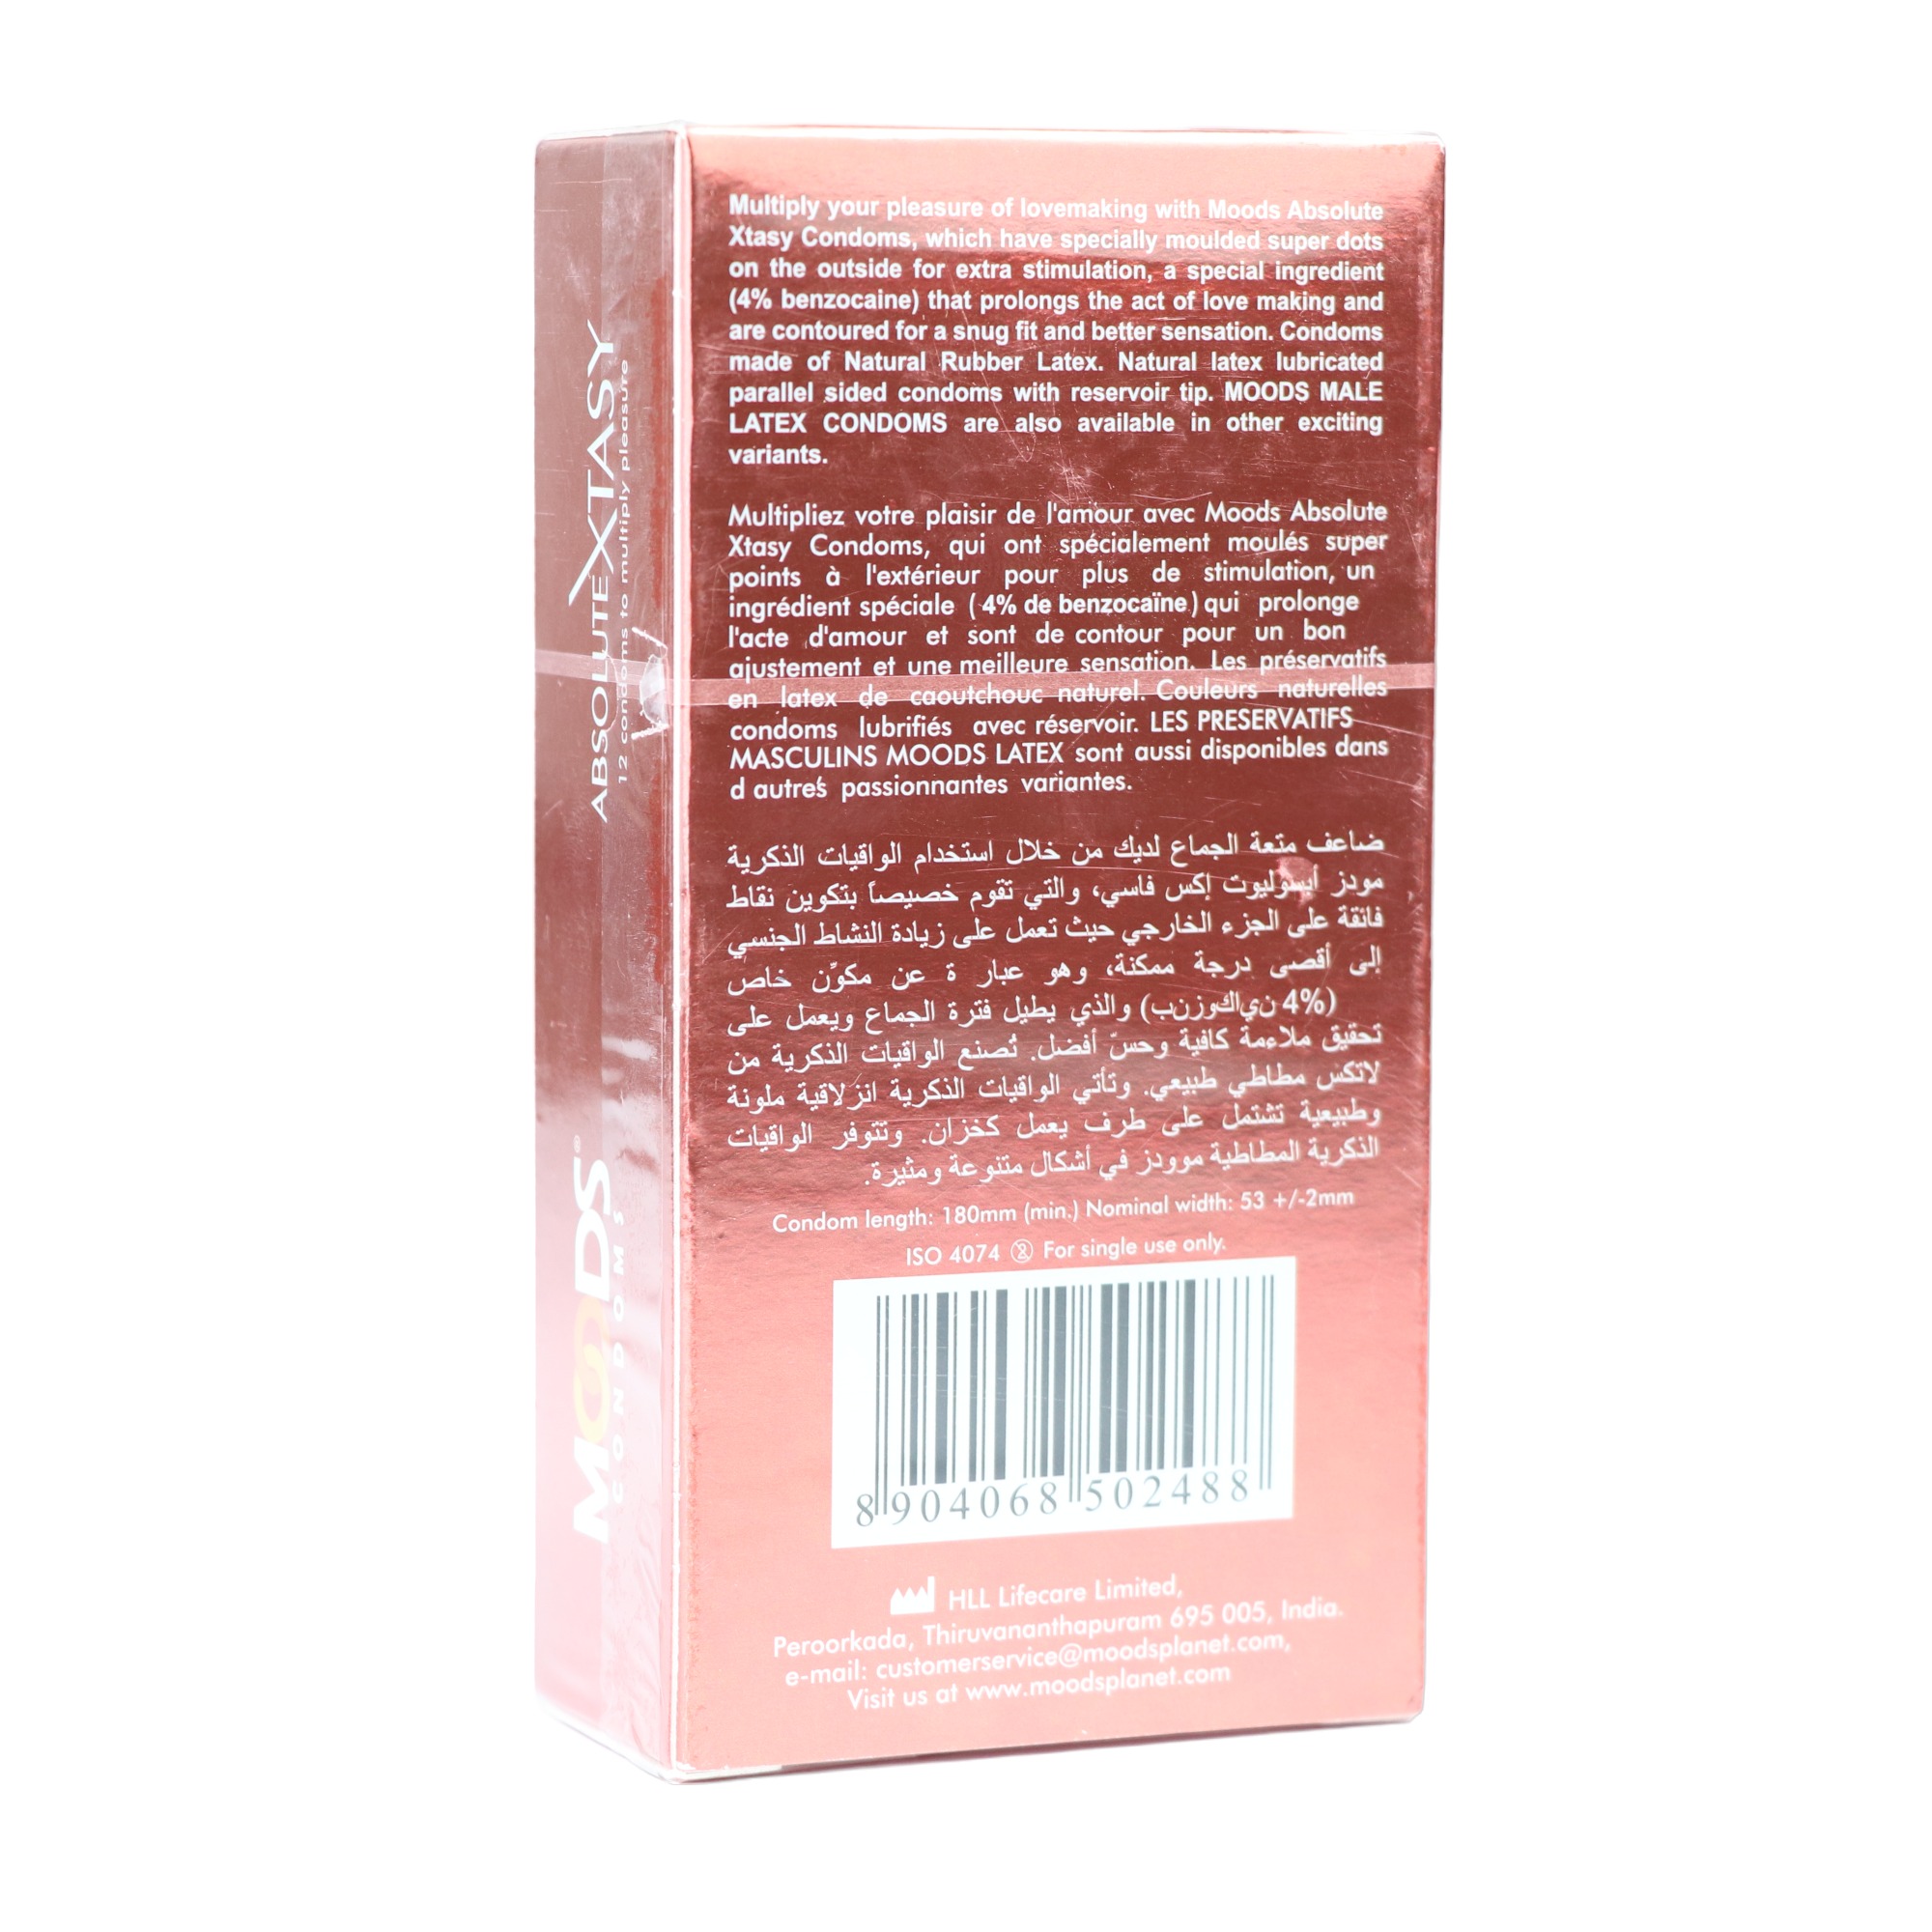 Multiply your pleasure of lovemaking with Moods Absolute
Xtasy Condoms, which have specially moulded super dots
on the outside for extra stimulation, a special ingredient
(4% benzocaine) that prolongs the act of love making and
are contoured for a snug fit and better sensation. Condoms
made of Natural Rubber Latex. Natural latex lubricated
parallel sided condoms with reservoir tip. MOODS MALE
LATEX CONDOMS are also available in other exciting
variants.
Multipliez votre plaisir de l'amour avec Moods Absolute
Xtasy Condoms, qui ont spécialement moulés super
points à l'extérieur pour plus de stimulation, un
ingrédient spéciale ( 4% de benzocaïne ) qui prolonge
l'acte d'amour et sont de contour pour un bon
ajustement et une meilleure sensation. Les préservatifs
en latex de caoutchouc naturel. Couleurs naturelles
condoms lubrifiés avec réservoir. LES PRESERVATIFS
MASCULINS MOODS LATEX sont aussi disponibles dans
d autre's passionnantes variantes.
ضاعف متعة الجماع لديك من خلال استخدام الواقيات الذكرية
مودز أبسوليوت إكس فاسي، والتي تقوم خصيصاً بتكوين نقاط
فائقة على الجزء الخارجي حيث تعمل على زيادة النشاط الجنسي
إلى أقصى درجة ممكنة، وهو عبار ة عن مكوّن خاص
(4% نياكوزنب) والذي يطيل فترة الجماع ويعمل على
تحقيق ملاءمة كافية وحسّ أفضل. تُصنع الواقيات الذكرية من
لاتكس مطاطي طبيعي. وتأتي الواقيات الذكرية انزلاقية ملونة
وطبيعية تشتمل على طرف يعمل كخزان. وتتوفر الواقيات
الذكرية المطاطية موودز في أشكال متنوعة ومثيرة.
Condom length: 180mm (min.) Nominal width: 53 +/-2mm
ISO 4074 2 For single use only.
8 904068 502488
HLL Lifecare Limited,
Peroorkada, Thiruvananthapuram 695 005, India.
e-mail: customerservice@moodsplanet.com,
Visit us at www.moodsplanet.com
ABSOLUTE XTASY
12 condoms to multiply pleasure
MOODS®
CONDOMS